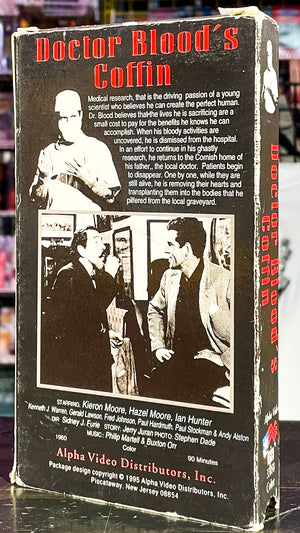 Doctor Blood's
Coffin
Medical research, that is the driving passion of a young
scientist who believes he can create the perfect human.
Dr. Blood believes that the lives he is sacrificing are a
small cost to pay for the benefits he knows he can
accomplish. When his bloody activities are
uncovered, he is dismissed from the hospital.
In an effort to continue in his ghastly
research, he returns to the Cornish home of
his father., the local doctor. Patients begin
to disappear. One by one, while they are
still alive, he is removing their hearts and
transplanting them into the bodies that he
pilfered from the local graveyard.
STARRING: Kieron Moore, Hazel Moore, Ian Hunter
Kenneth J. Warren, Gerald Lawson, Fred Johnson, Paul Hardmuth, Paul Stockman & Andy Alston
DIR: Sidney J. Furie STORY: Jerry Juran PHOTO: Stephen Dade
MUSIC: Philip Martell & Buxton Orr
1960
Color
90 Minutes
Alpha Video Distributors, Inc.
Package design copyright © 1995 Alpha Video Distributors, Inc.
Piscataway, New Jersey 08854
Doctor Blood's
Coffin